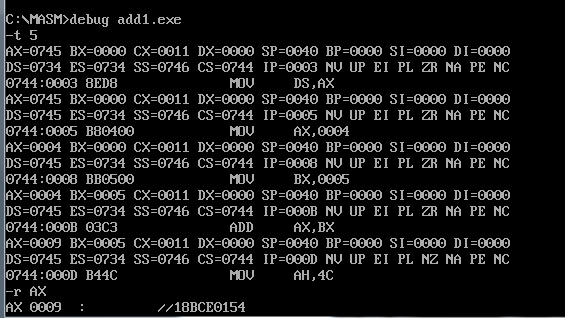 C:\MASM>debug add1.exe
-t 5
AX=0745 BX=0000 CX=0011 DX=0000 SP=0040 BP=0000 SI=0000 DI=0000
DS=0734 ES=0734 SS=0746 CS=0744 IP=0003 NV UP EI PL ZR NA PE NC
0744:0003 8ED8 MOV DS,AX
AX=0745 BX=0000 CX=0011 DX=0000 SP=0040 BP=0000 SI=0000 DI=0000
DS=0745 ES=0734 SS=0746 CS=0744 IP=0005 NV UP EI PL ZR NA PE NC
0744:0005 B80400 MOV AX,0004
AX=0004 BX=0000 CX=0011 DX=0000 SP=0040 BP=0000 SI=0000 DI=0000
DS=0745 ES=0734 SS=0746 CS=0744 IP=0008 NV UP EI PL ZR NA PE NC
0744:0008 BB0500 MOV BX,0005
AX=0004 BX=0005 CX=0011 DX=0000 SP=0040 BP=0000 SI=0000 DI=0000
DS=0745 ES=0734 SS=0746 CS=0744 IP=000B NV UP EI PL ZR NA PE NC
0744:000B 03C3 ADD AX,BX
AX=0009 BX=0005 CX=0011 DX=0000 SP=0040 BP=0000 SI=0000 DI=0000
DS=0745 ES=0734 SS=0746 CS=0744 IP=000D NV UP EI PL NZ NA PE NC
0744:000D B44C MOV AH,4C
-r AX
AX 0009 : //18BCE0154